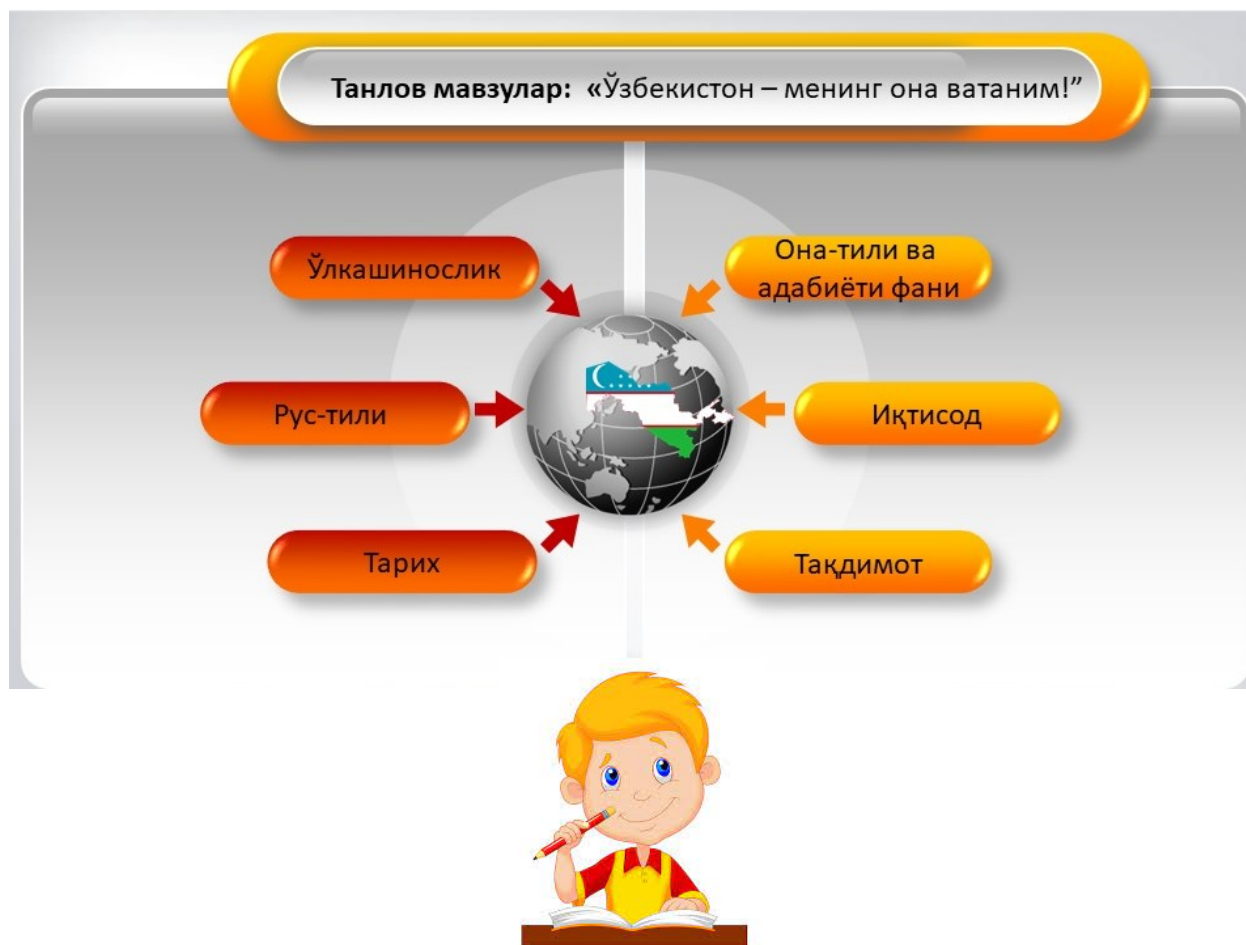 Танлов мавзулар: «Ўзбекистон – менинг она ватаним!”
Ўлкашинослик
Она-тили ва
адабиёти фани
Рус-тили
Иқтисод
Тарих
Тақдимот